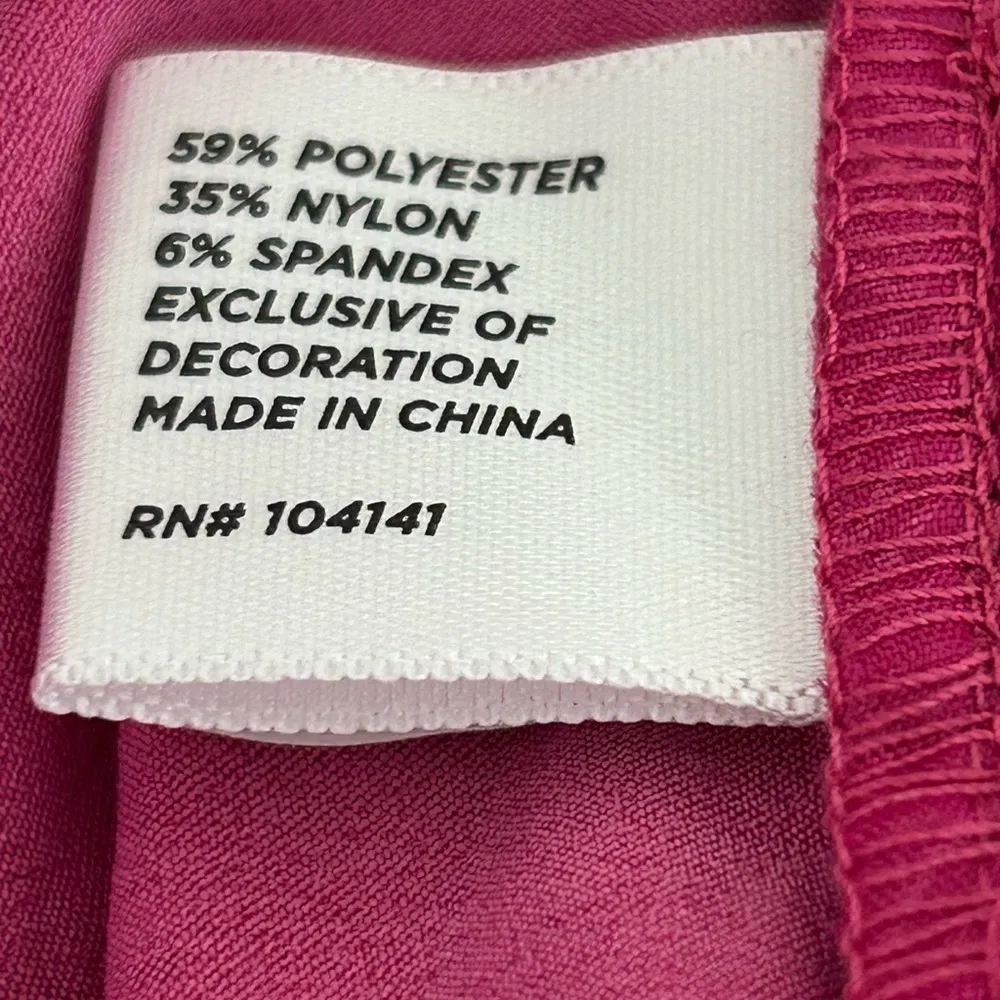 59% POLYESTER
35% NYLON
6% SPANDEX
EXCLUSIVE OF
DECORATION
MADE IN CHINA
RN# 104141